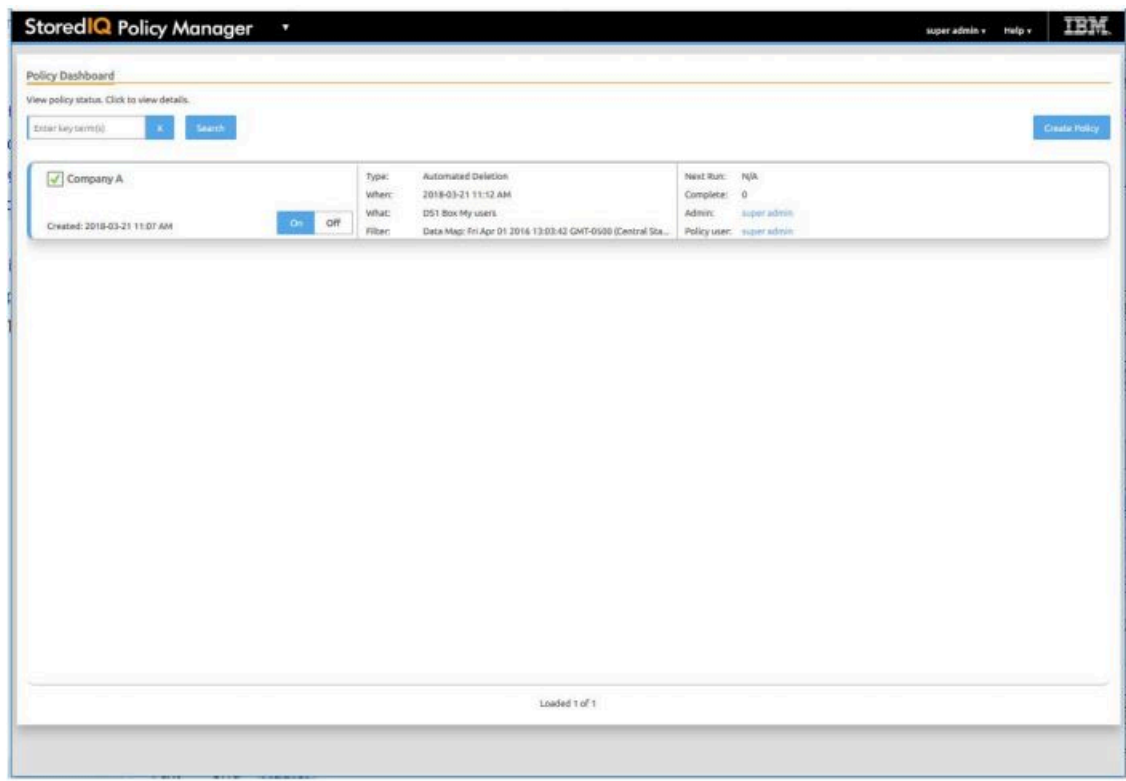 StoredIQ Policy Manager ▼ super admin ▾ Help ▾ IBM.
Policy Dashboard
View policy status. Click to view details.
Enter key term(s) X Search Create Policy
Company A
Created: 2018-03-21 11:07 AM On Off
Type: Automated Deletion
When: 2018-03-21 11:12 AM
What: DS1 Box My users
Filter: Data Map: Fri Apr 01 2016 13:03:42 GMT-0500 (Central Sta...
Next Run: N/A
Complete: 0
Admin: super admin
Policy user: super admin
Loaded 1 of 1